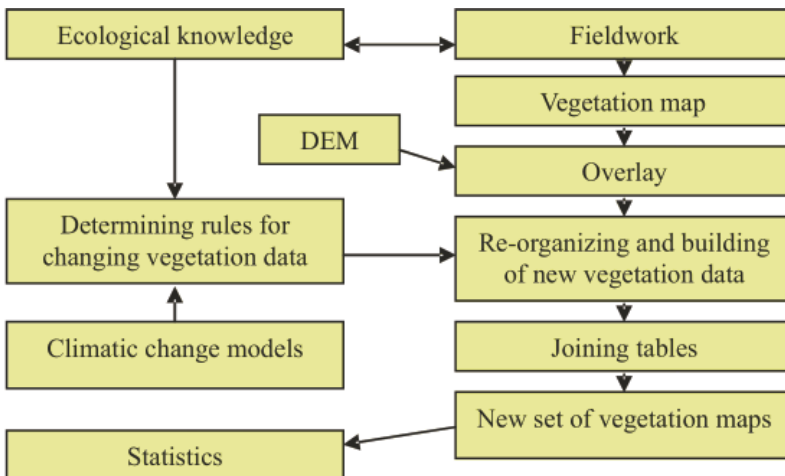 Ecological knowledge
Fieldwork
Vegetation map
DEM
Overlay
Determining rules for
changing vegetation data
Re-organizing and building
of new vegetation data
Climatic change models
Joining tables
New set of vegetation maps
Statistics